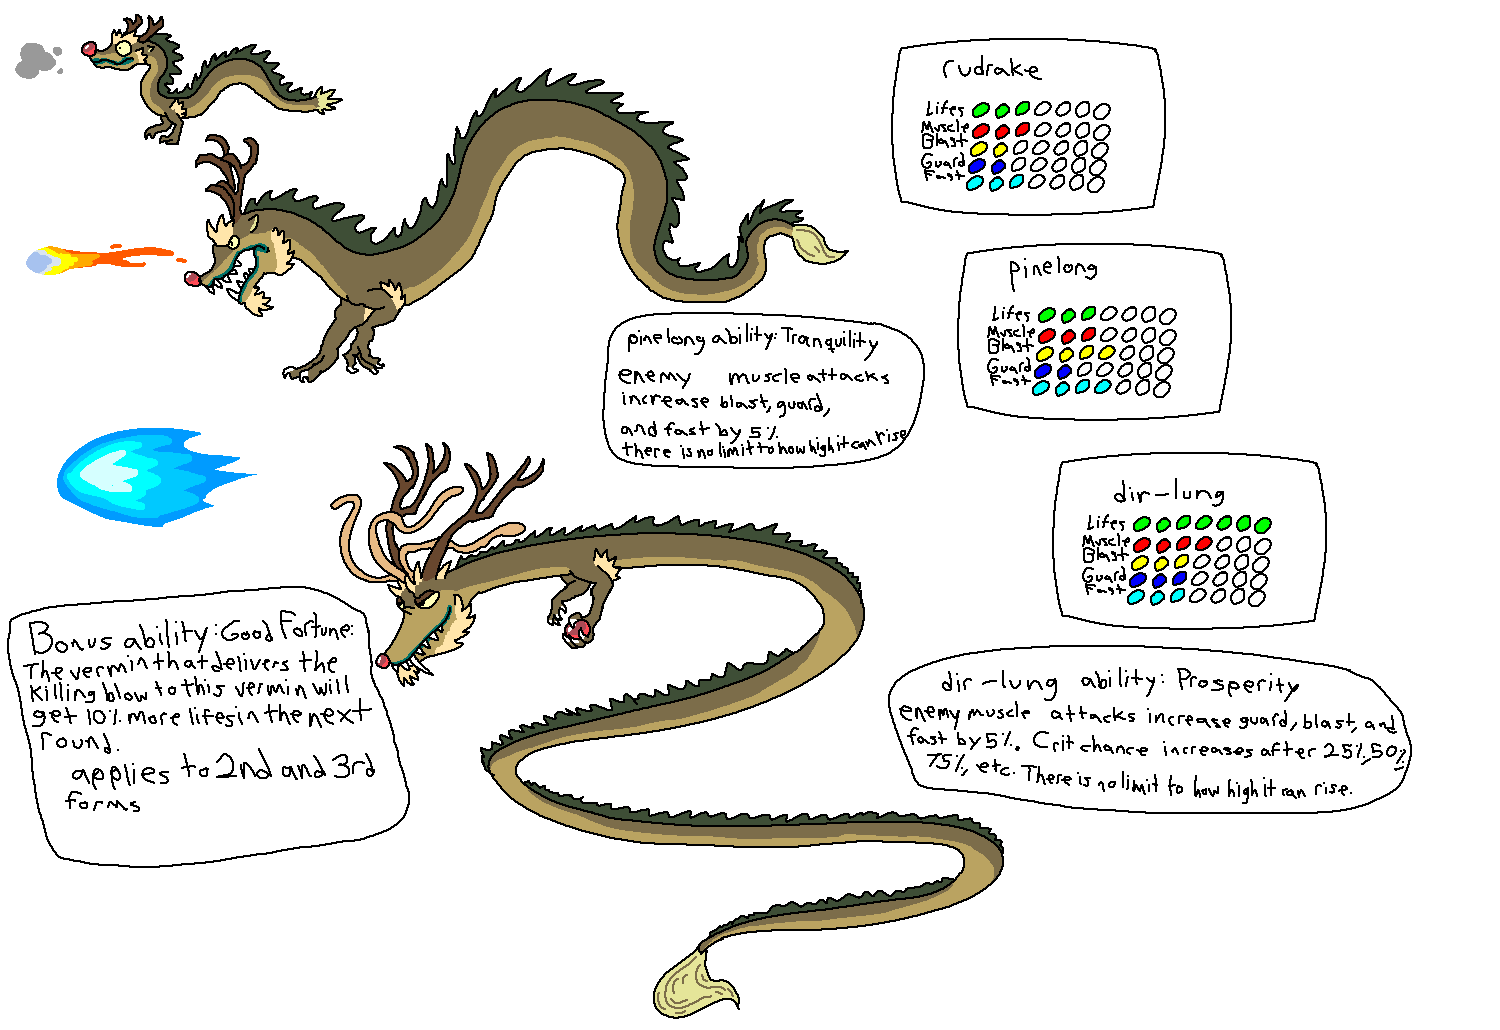 rudrake
Lifes
Muscle
Blast
Guard
Fast
pinelong
Lifes
Muscle
Blast
Guard
Fast
pinelong ability: Tranquility
enemy muscle attacks
increase blast, guard,
and fast by 5%.
there is no limit to how high it can rise
dir-lung
Lifes
Muscle
Blast
Guard
Fast
Bonus ability: Good Fortune:
The vermin that delivers the
killing blow to this vermin will
get 10% more lifes in the next
round.
applies to 2nd and 3rd
forms
dir-lung ability: Prosperity
enemy muscle attacks increase guard, blast, and
fast by 5%. Crit chance increases after 25%, 50%
75%, etc. There is no limit to how high it can rise.